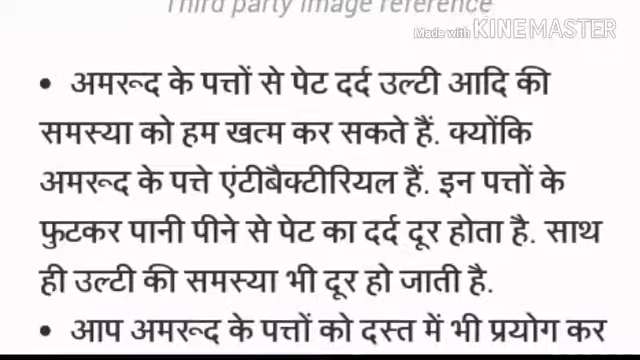 Third party image reference
Made with KINEMASTER
• अमरूद के पत्तों से पेट दर्द उल्टी आदि की
समस्या को हम खत्म कर सकते हैं. क्योंकि
अमरूद के पत्ते एंटीबैक्टीरियल हैं. इन पत्तों के
फुटकर पानी पीने से पेट का दर्द दूर होता है. साथ
ही उल्टी की समस्या भी दूर हो जाती है.
• आप अमरूद के पत्तों को दस्त में भी प्रयोग कर